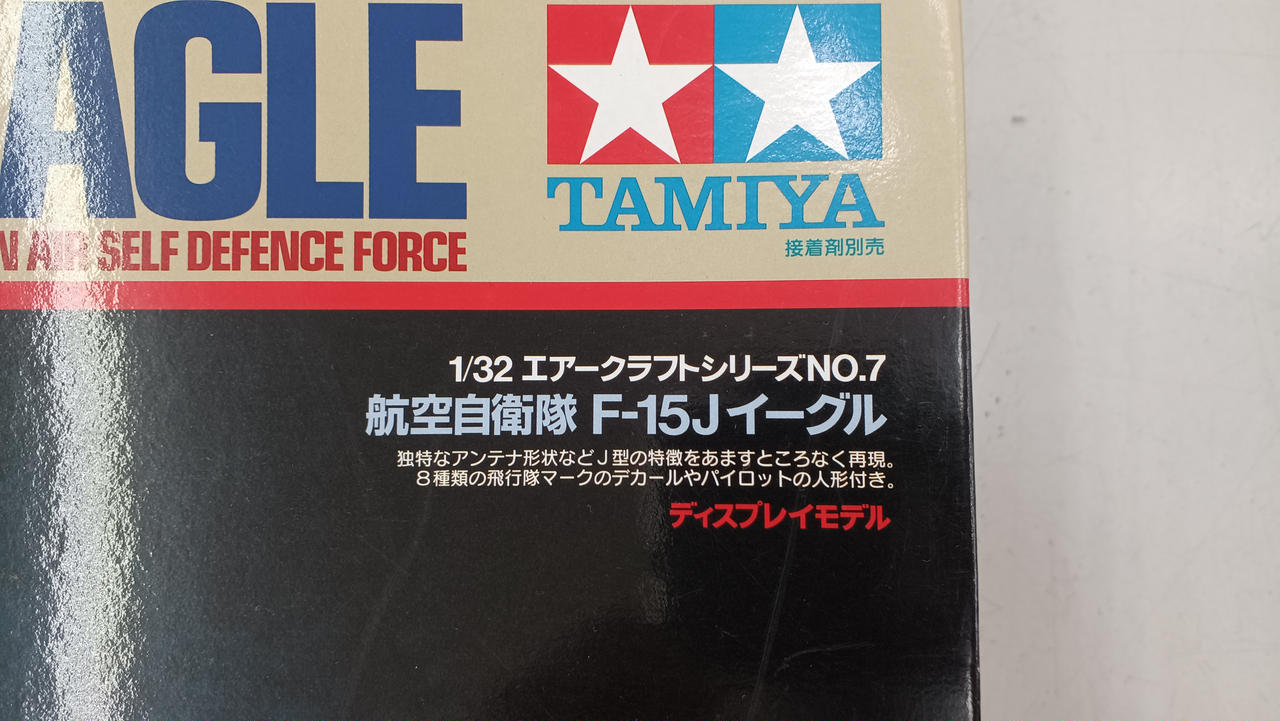 AGLE
TAMIYA
接着剤別売
N AIR SELF DEFENCE FORCE
1/32 エアークラフトシリーズNO.7
航空自衛隊 F-15Jイーグル
独特なアンテナ形状などJ型の特徴をあますところなく再現。
8種類の飛行隊マークのデカールやパイロットの人形付き。
ディスプレイモデル